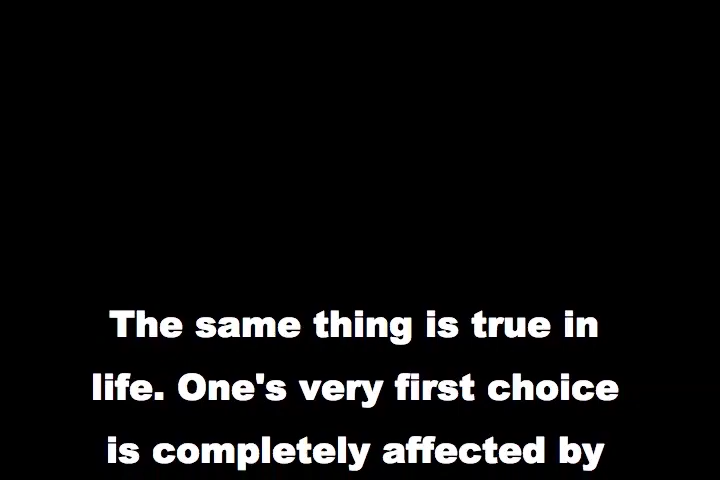 The same thing is true in
life. One's very first choice
is completely affected by